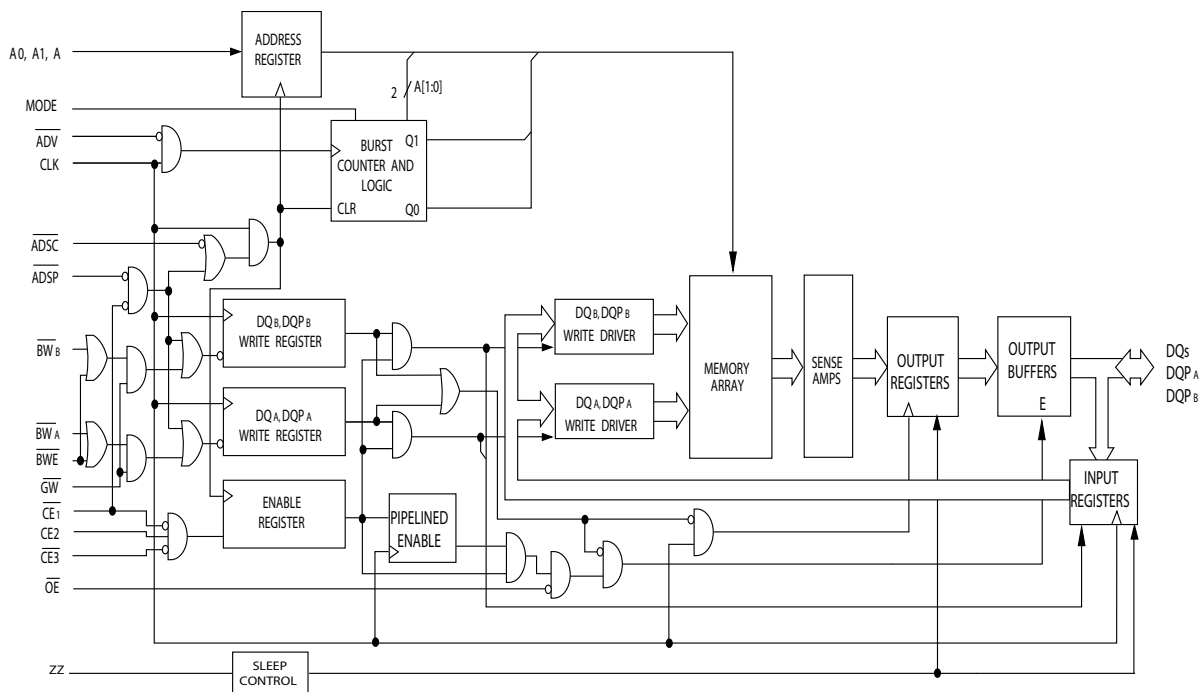 ADDRESS
REGISTER
A0, A1, A
2
A[1:0]
MODE
ADV
CLK
BURST
COUNTER AND
LOGIC
Q1
CLR
Q0
ADSC
ADSP
DQB, DQPB
WRITE REGISTER
DQB, DQPB
WRITE DRIVER
MEMORY
ARRAY
SENSE
AMPS
OUTPUT
REGISTERS
OUTPUT
BUFFERS
E
DQs
DQPA
DQPB
BWB
DQA, DQPA
WRITE REGISTER
DQA, DQPA
WRITE DRIVER
BWA
BWE
GW
CE1
CE2
CE3
ENABLE
REGISTER
PIPELINED
ENABLE
INPUT
REGISTERS
OE
ZZ
SLEEP
CONTROL